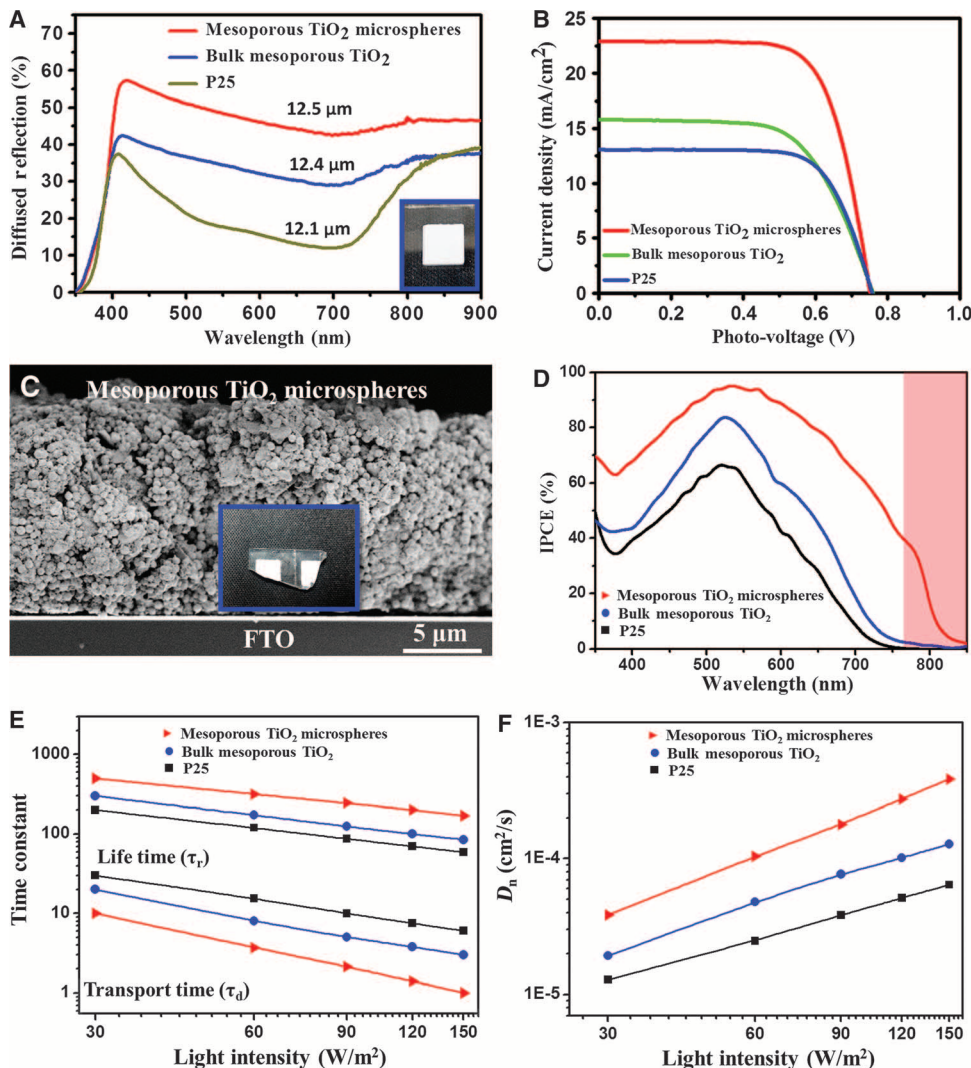 A
Diffused reflection (%)
70
60
50
40
30
20
10
0
Mesoporous TiO2 microspheres
Bulk mesoporous TiO2
P25
12.5 μm
12.4 μm
12.1 μm
400 500 600 700 800 900
Wavelength (nm)
B
Current density (mA/cm²)
25
20
15
10
5
0
Mesoporous TiO2 microspheres
Bulk mesoporous TiO2
P25
0.0 0.2 0.4 0.6 0.8 1.0
Photo-voltage (V)
C
Mesoporous TiO2 microspheres
FTO
5 μm
D
IPCE (%)
100
80
60
40
20
0
Mesoporous TiO2 microspheres
Bulk mesoporous TiO2
P25
400 500 600 700 800
Wavelength (nm)
E
Time constant
1000
100
10
1
Mesoporous TiO2 microspheres
Bulk mesoporous TiO2
P25
Life time (τr)
Transport time (τd)
30 60 90 120 150
Light intensity (W/m²)
F
Dn (cm²/s)
1E-3
1E-4
1E-5
Mesoporous TiO2 microspheres
Bulk mesoporous TiO2
P25
30 60 90 120 150
Light intensity (W/m²)